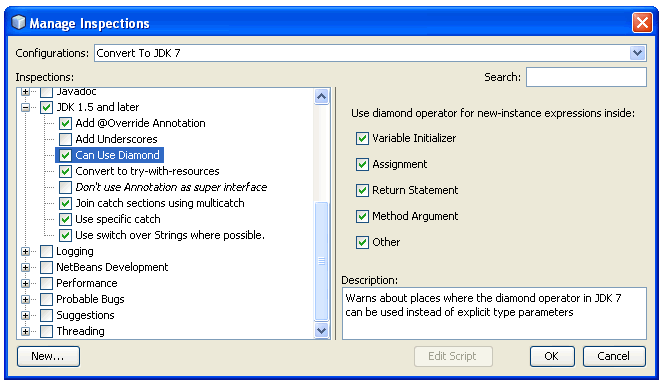 Manage Inspections
Configurations: Convert To JDK 7
Inspections:
Search:
Javadoc
JDK 1.5 and later
Add @Override Annotation
Add Underscores
Can Use Diamond
Convert to try-with-resources
Don't use Annotation as super interface
Join catch sections using multicatch
Use specific catch
Use switch over Strings where possible.
Logging
NetBeans Development
Performance
Probable Bugs
Suggestions
Threading
Use diamond operator for new-instance expressions inside:
Variable Initializer
Assignment
Return Statement
Method Argument
Other
Description:
Warns about places where the diamond operator in JDK 7
can be used instead of explicit type parameters
New...
Edit Script
OK
Cancel